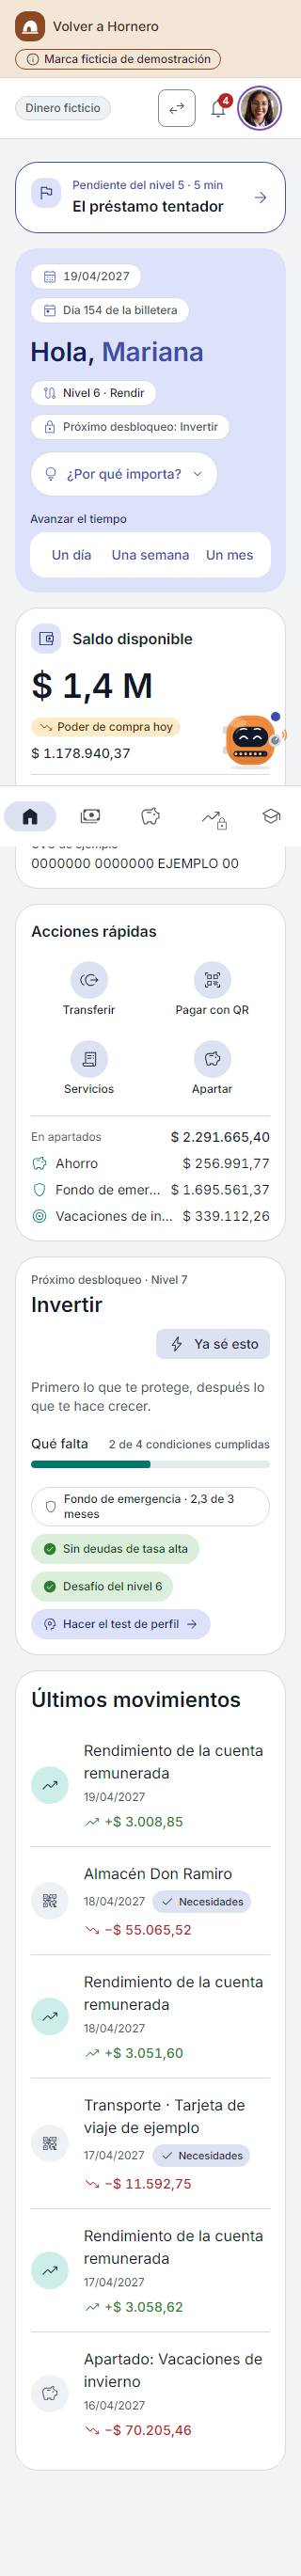 Volver a Hornero
Marca ficticia de demostración
Dinero ficticio
4
Pendiente del nivel 5 · 5 min
El préstamo tentador
19/04/2027
Día 154 de la billetera
Hola, Mariana
Nivel 6 · Rendir
Próximo desbloqueo: Invertir
¿Por qué importa?
Avanzar el tiempo
Un día Una semana Un mes
Saldo disponible
$ 1,4 M
Poder de compra hoy
$ 1.178.940,37
0000000 0000000 EJEMPLO 00
Acciones rápidas
Transferir Pagar con QR
Servicios Apartar
En apartados $ 2.291.665,40
Ahorro $ 256.991,77
Fondo de emer... $ 1.695.561,37
Vacaciones de in... $ 339.112,26
Próximo desbloqueo · Nivel 7
Invertir
Ya sé esto
Primero lo que te protege, después lo
que te hace crecer.
Qué falta 2 de 4 condiciones cumplidas
Fondo de emergencia · 2,3 de 3
meses
Sin deudas de tasa alta
Desafío del nivel 6
Hacer el test de perfil
Últimos movimientos
Rendimiento de la cuenta
remunerada
19/04/2027
+$ 3.008,85
Almacén Don Ramiro
18/04/2027 Necesidades
−$ 55.065,52
Rendimiento de la cuenta
remunerada
18/04/2027
+$ 3.051,60
Transporte · Tarjeta de
viaje de ejemplo
17/04/2027 Necesidades
−$ 11.592,75
Rendimiento de la cuenta
remunerada
17/04/2027
+$ 3.058,62
Apartado: Vacaciones de
invierno
16/04/2027
−$ 70.205,46